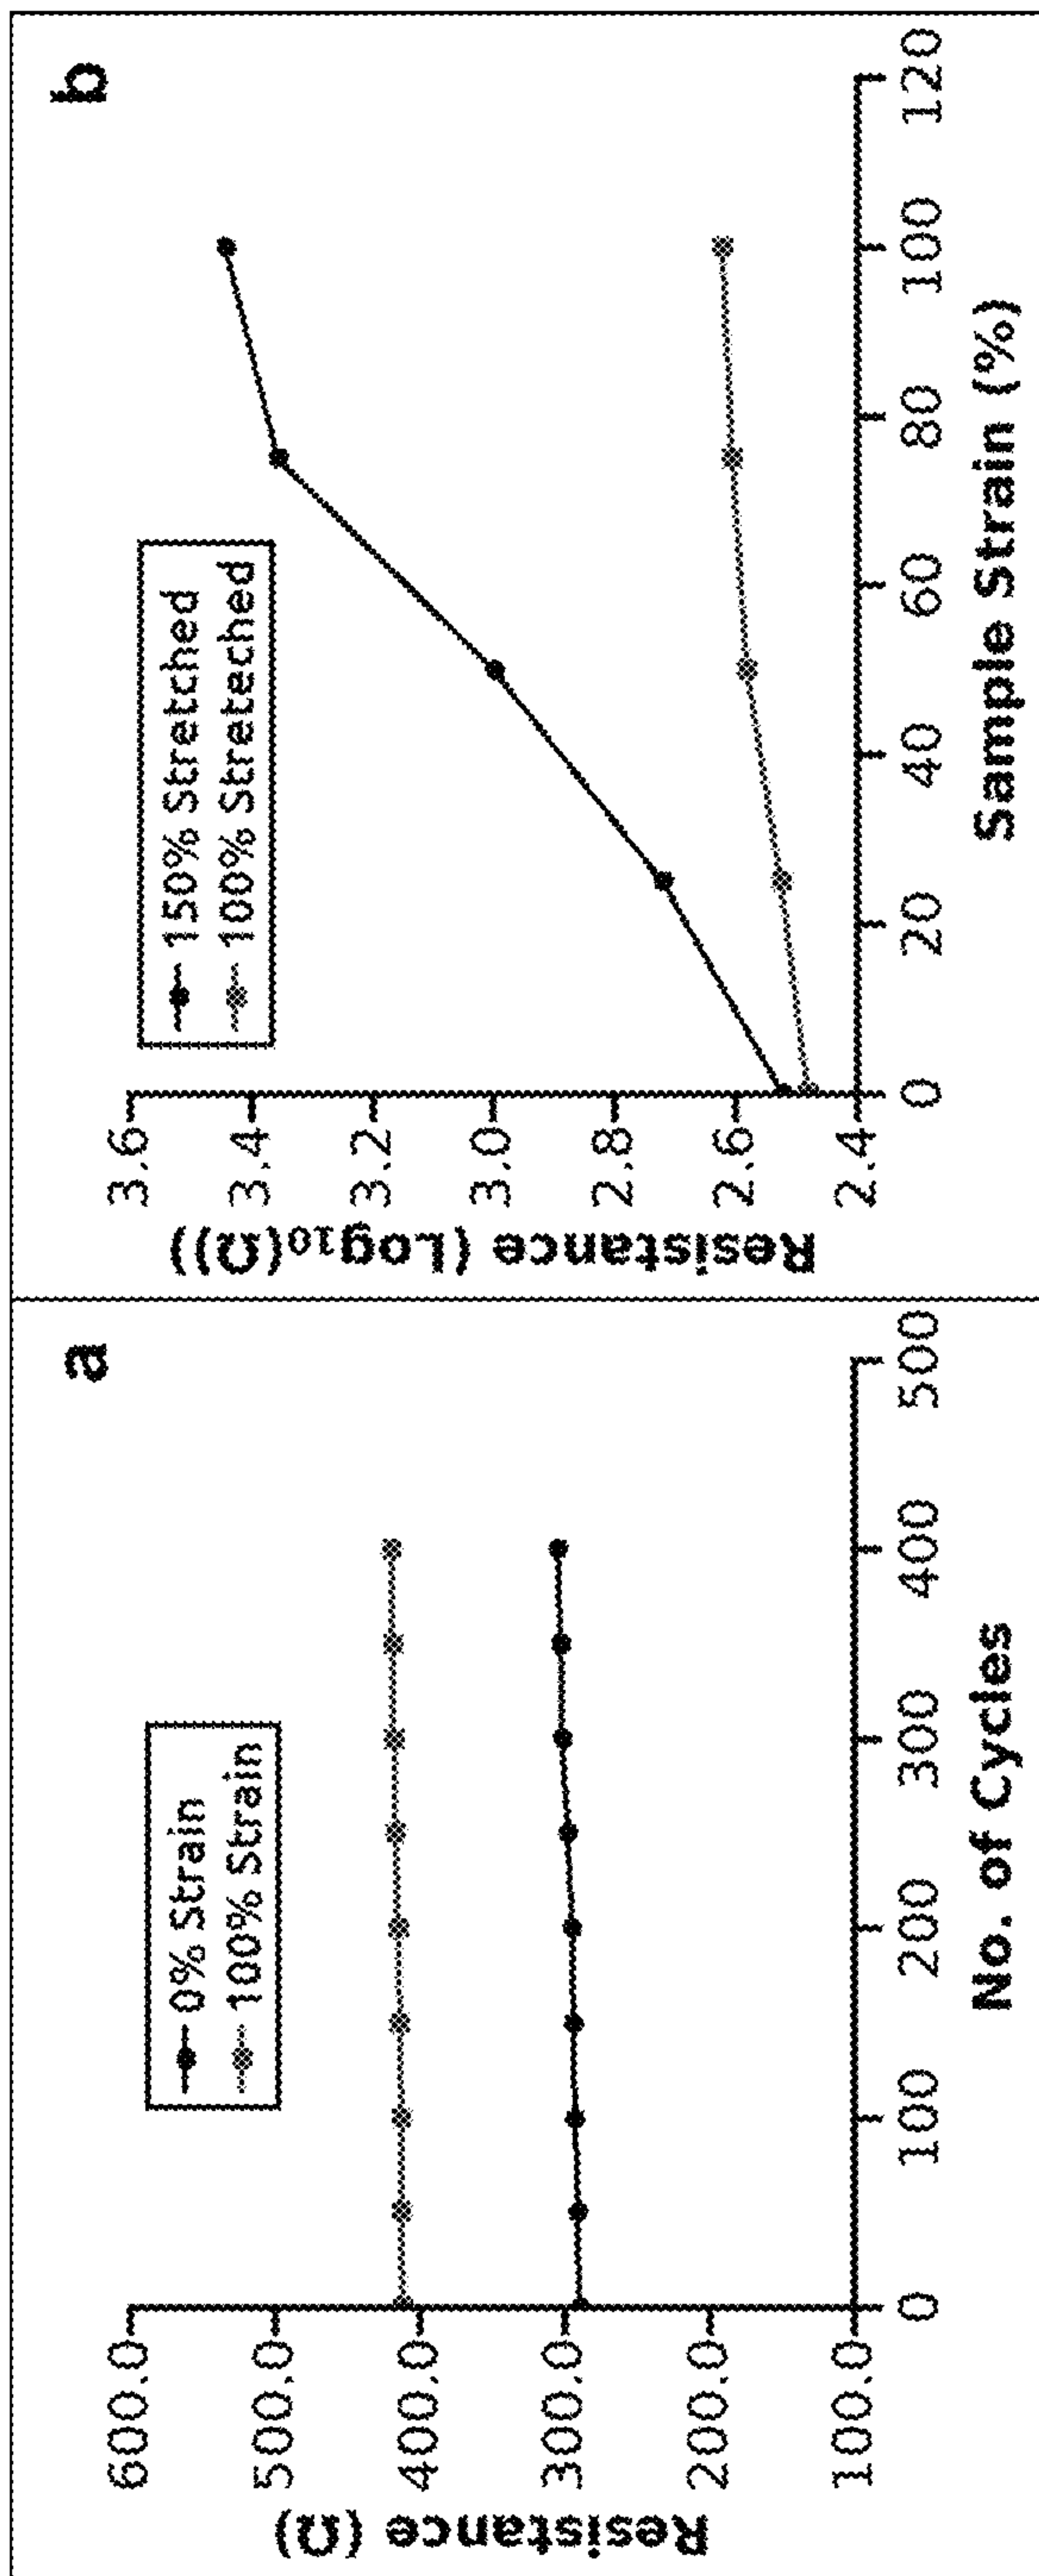 a
Resistance (Ω)
600.0
500.0
400.0
300.0
200.0
100.0
0% Strain
100% Strain
0 100 200 300 400 500
No. of Cycles
b
Resistance (Log10(Ω))
3.6
3.4
3.2
3.0
2.8
2.6
2.4
150% Stretched
100% Streteched
0 20 40 60 80 100 120
Sample Strain (%)